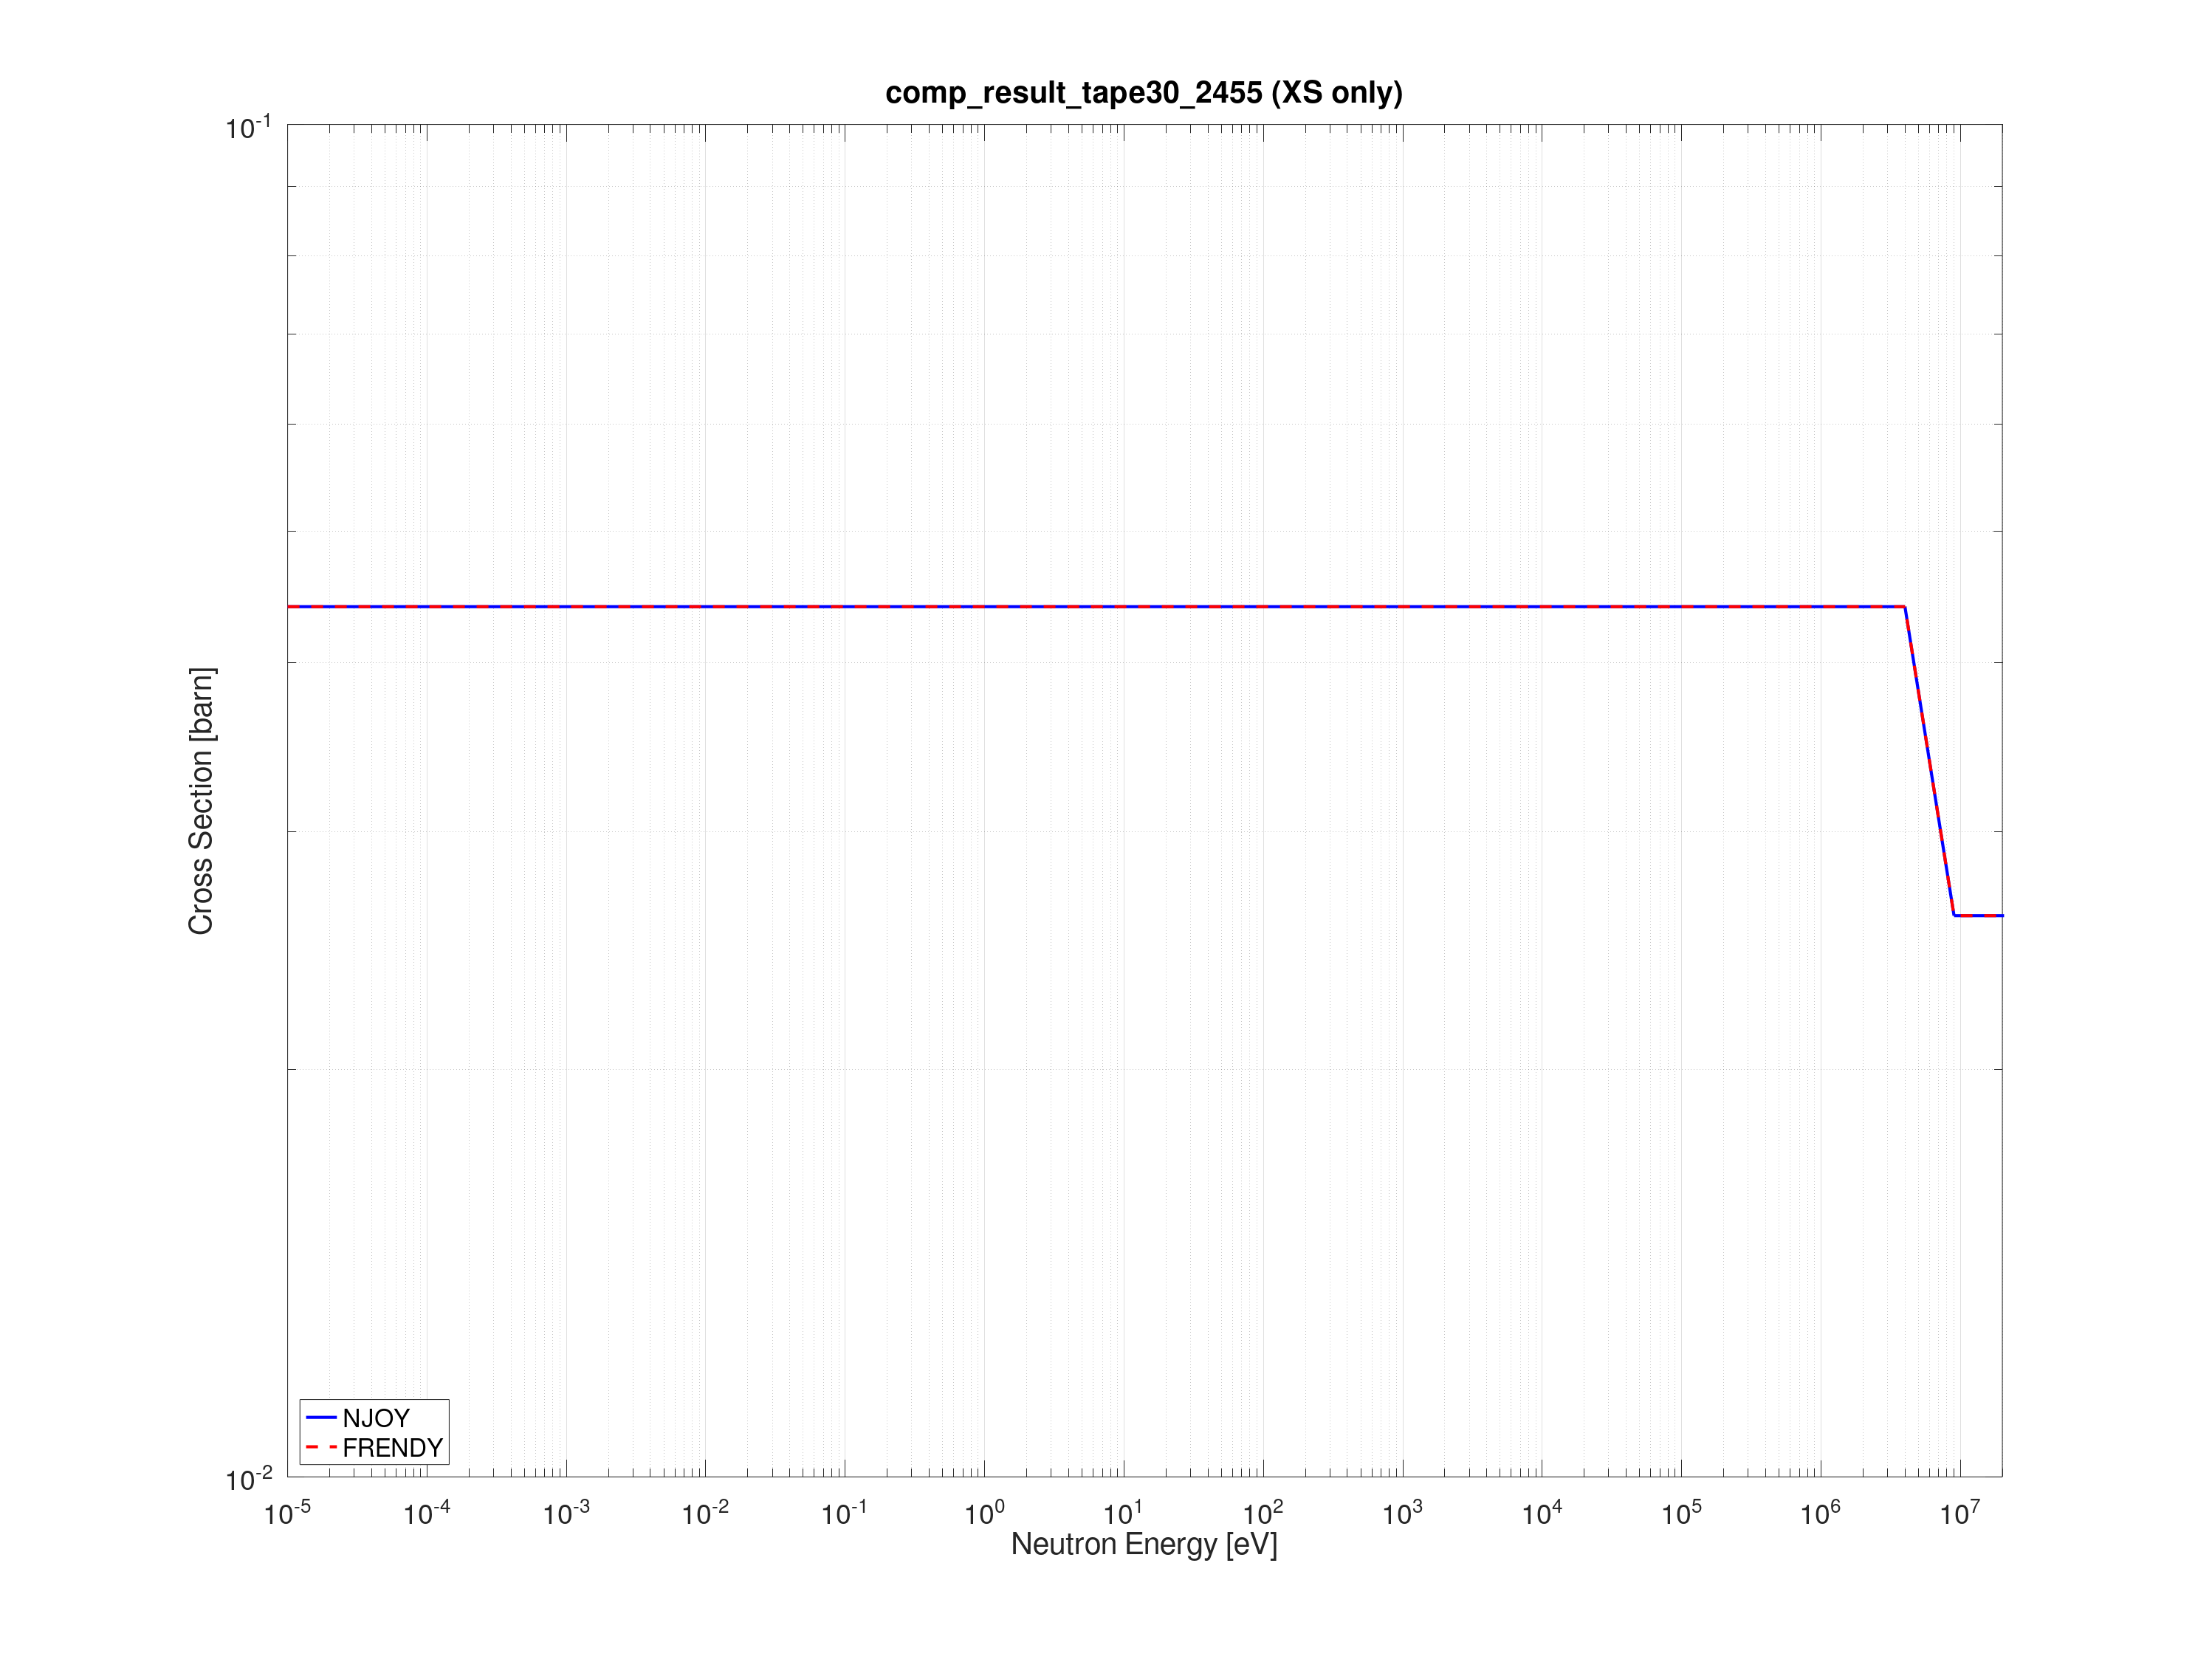 comp_result_tape30_2455 (XS only)
10^-1
Cross Section [barn]
NJOY
FRENDY
10^-2
10^-5 10^-4 10^-3 10^-2 10^-1 10^0 10^1 10^2 10^3 10^4 10^5 10^6 10^7
Neutron Energy [eV]